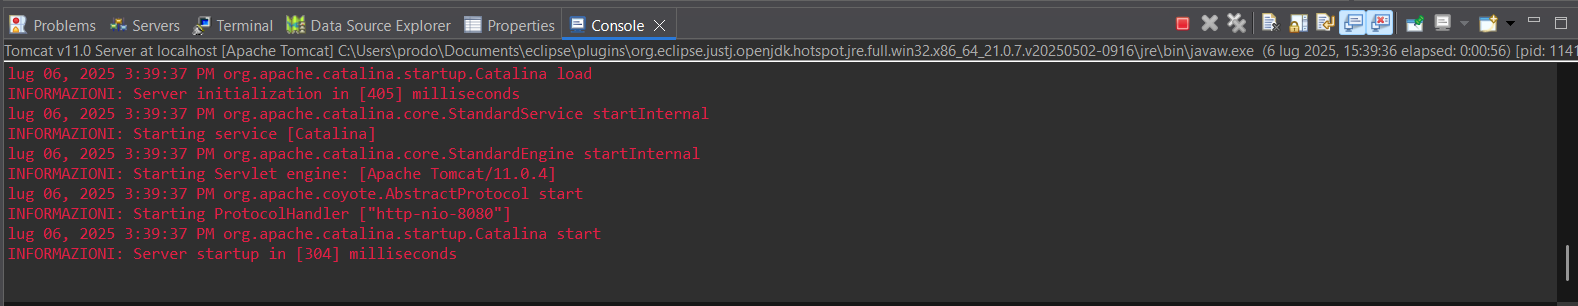 Problems Servers Terminal Data Source Explorer Properties Console
Tomcat v11.0 Server at localhost [Apache Tomcat] C:\Users\prodo\Documents\eclipse\plugins\org.eclipse.justj.openjdk.hotspot.jre.full.win32.x86_64_21.0.7.v20250502-0916\jre\bin\javaw.exe (6 lug 2025, 15:39:36 elapsed: 0:00:56) [pid: 1141
lug 06, 2025 3:39:37 PM org.apache.catalina.startup.Catalina load
INFORMAZIONI: Server initialization in [405] milliseconds
lug 06, 2025 3:39:37 PM org.apache.catalina.core.StandardService startInternal
INFORMAZIONI: Starting service [Catalina]
lug 06, 2025 3:39:37 PM org.apache.catalina.core.StandardEngine startInternal
INFORMAZIONI: Starting Servlet engine: [Apache Tomcat/11.0.4]
lug 06, 2025 3:39:37 PM org.apache.coyote.AbstractProtocol start
INFORMAZIONI: Starting ProtocolHandler ["http-nio-8080"]
lug 06, 2025 3:39:37 PM org.apache.catalina.startup.Catalina start
INFORMAZIONI: Server startup in [304] milliseconds